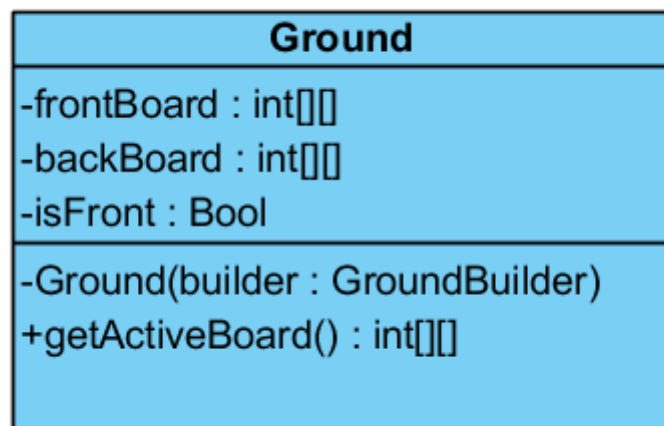 Ground
-frontBoard : int[][]
-backBoard : int[][]
-isFront : Bool
-Ground(builder : GroundBuilder)
+getActiveBoard() : int[][]